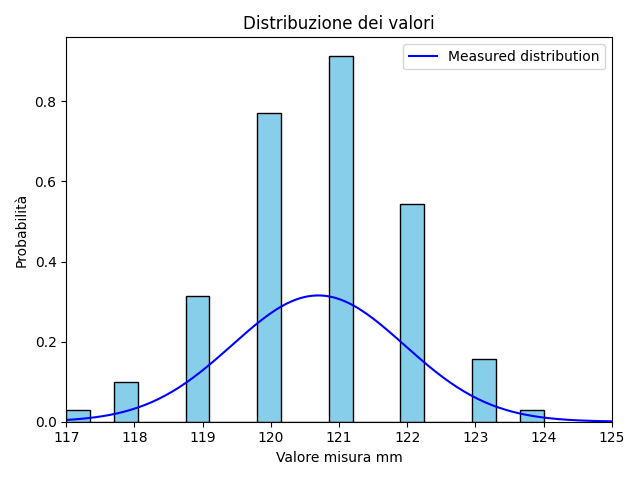 Distribuzione dei valori
Measured distribution
Probabilità
0.8
0.6
0.4
0.2
0.0
117 118 119 120 121 122 123 124 125
Valore misura mm